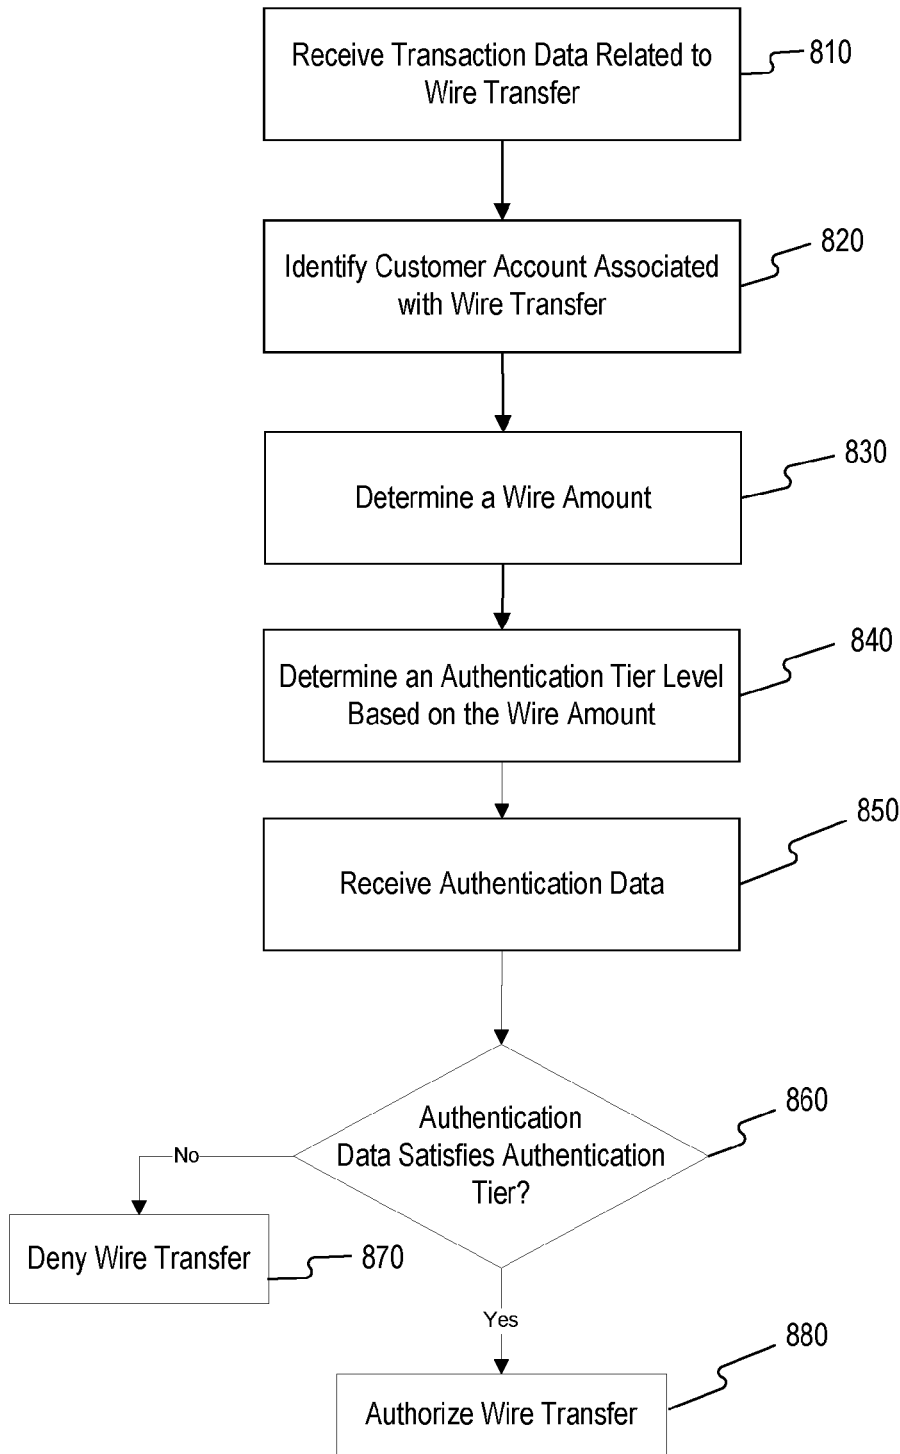 Receive Transaction Data Related to
Wire Transfer
810
Identify Customer Account Associated
with Wire Transfer
820
Determine a Wire Amount
830
Determine an Authentication Tier Level
Based on the Wire Amount
840
Receive Authentication Data
850
Authentication
Data Satisfies Authentication
Tier?
860
No
Deny Wire Transfer
870
Yes
Authorize Wire Transfer
880